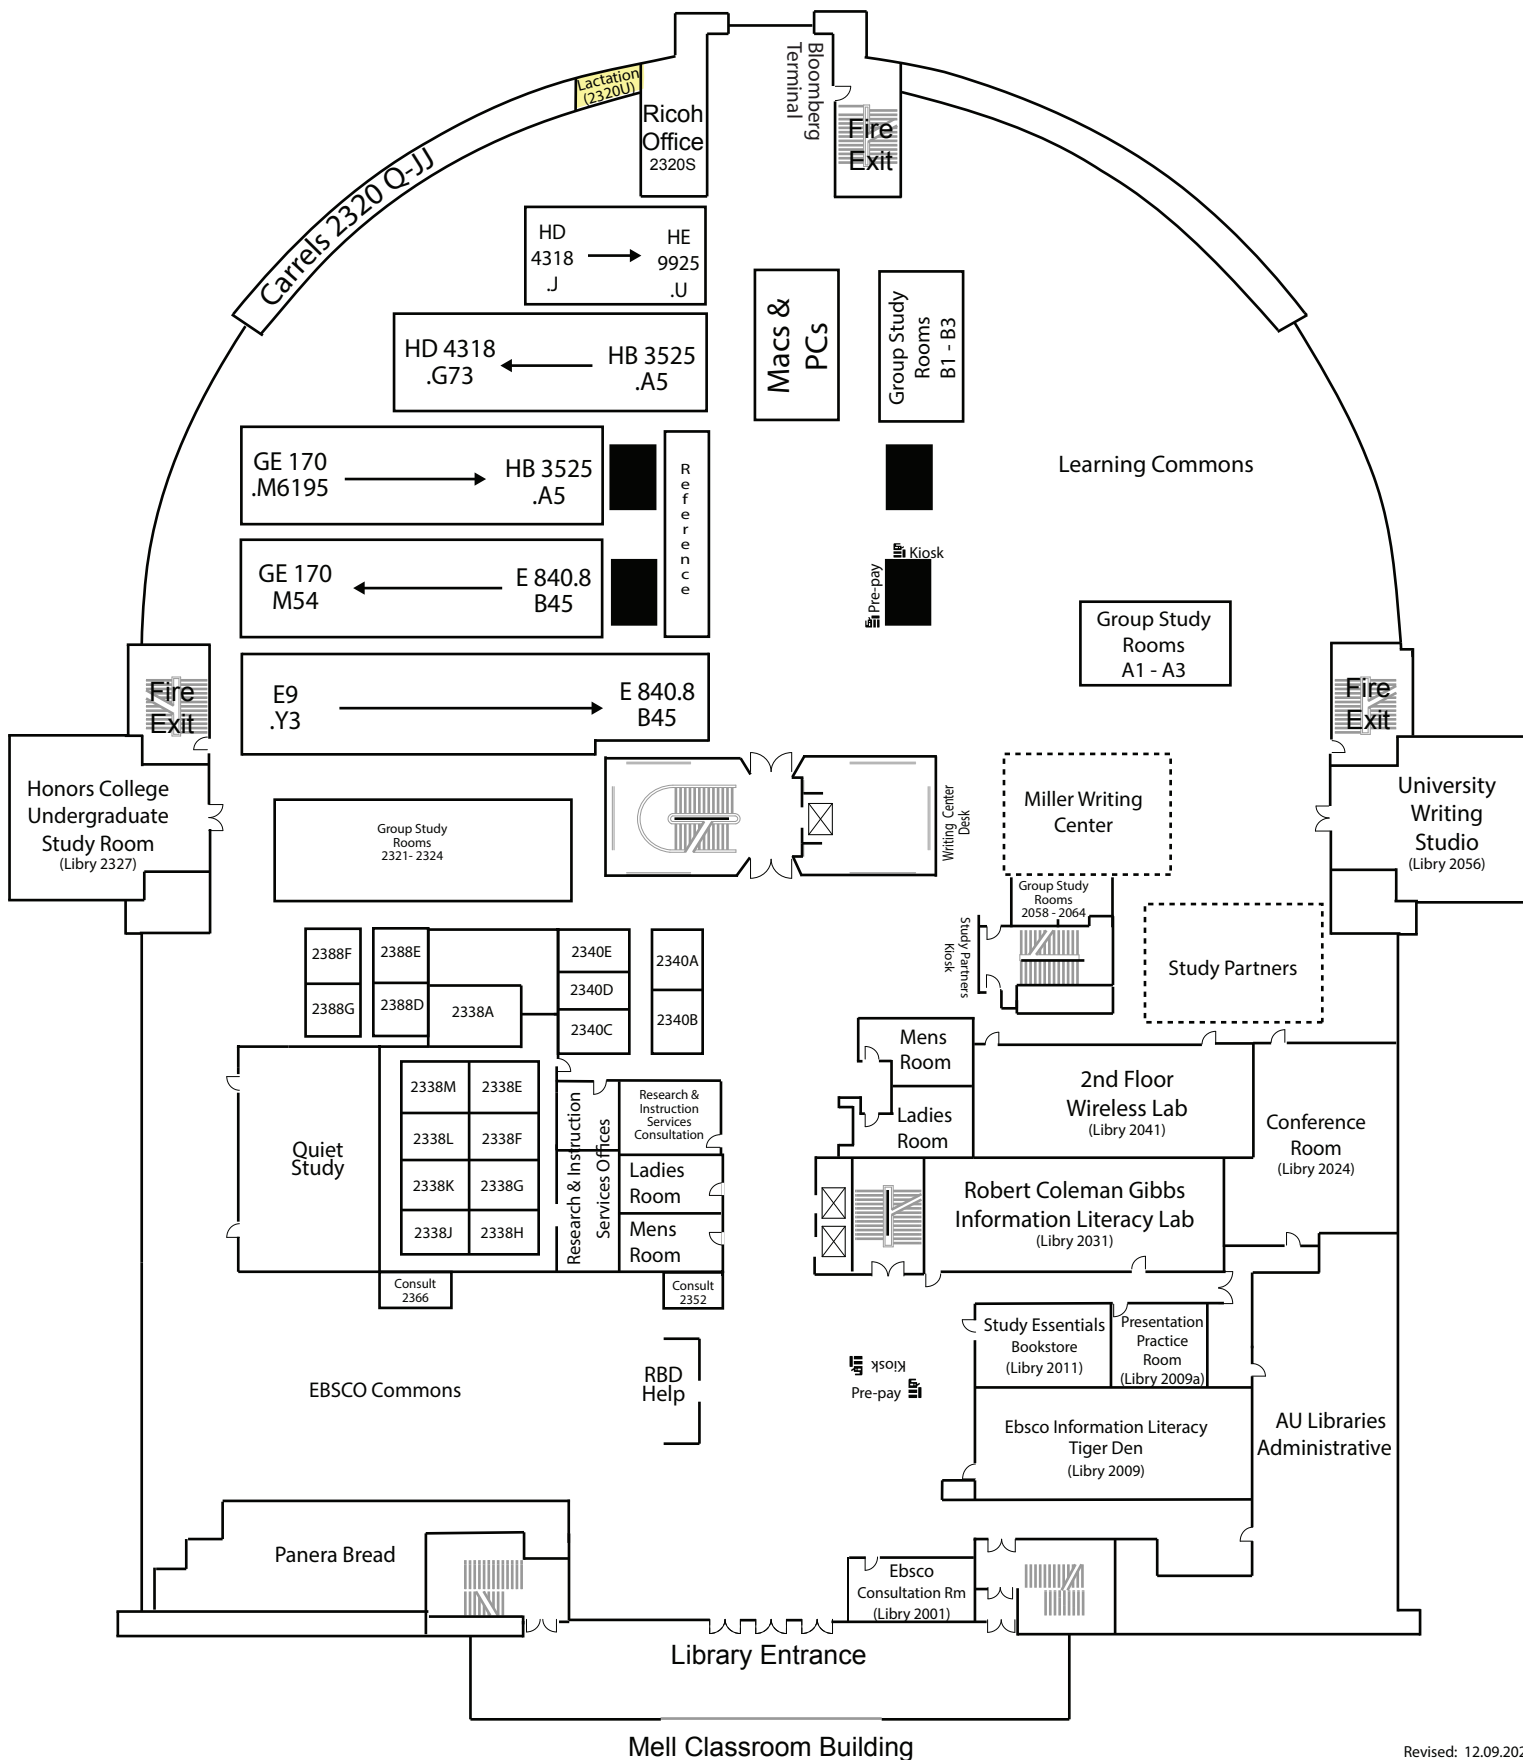 Lactation
(2320U)
Ricoh
Office
2320S
Bloomberg
Terminal
Fire
Exit
Carrels 2320 Q-JJ
HD
4318
.J
HE
9925
.U
HD 4318
.G73
HB 3525
.A5
Macs &
PCs
Group Study
Rooms
B1 - B3
GE 170
.M6195
HB 3525
.A5
Reference
Learning Commons
Kiosk
Pre-pay
GE 170
M54
E 840.8
B45
Group Study
Rooms
A1 - A3
Fire
Exit
E9
.Y3
E 840.8
B45
Fire
Exit
Honors College
Undergraduate
Study Room
(Libry 2327)
Group Study
Rooms
2321- 2324
Writing Center
Desk
Miller Writing
Center
University
Writing
Studio
(Libry 2056)
Group Study
Rooms
2058 - 2064
Study Partners
Kiosk
Study Partners
2388F
2388E
2340E
2340A
2388G
2388D
2338A
2340D
2340C
2340B
Mens
Room
Ladies
Room
2nd Floor
Wireless Lab
(Libry 2041)
Conference
Room
(Libry 2024)
Quiet
Study
2338M
2338E
2338L
2338F
2338K
2338G
2338J
2338H
Research & Instruction
Services Offices
Research &
Instruction
Services
Consultation
Ladies
Room
Mens
Room
Robert Coleman Gibbs
Information Literacy Lab
(Libry 2031)
Consult
2366
Consult
2352
Study Essentials
Bookstore
(Libry 2011)
Presentation
Practice
Room
(Libry 2009a)
EBSCO Commons
RBD
Help
Kiosk
Pre-pay
Ebsco Information Literacy
Tiger Den
(Libry 2009)
AU Libraries
Administrative
Panera Bread
Ebsco
Consultation Rm
(Libry 2001)
Library Entrance
Mell Classroom Building
Revised: 12.09.202